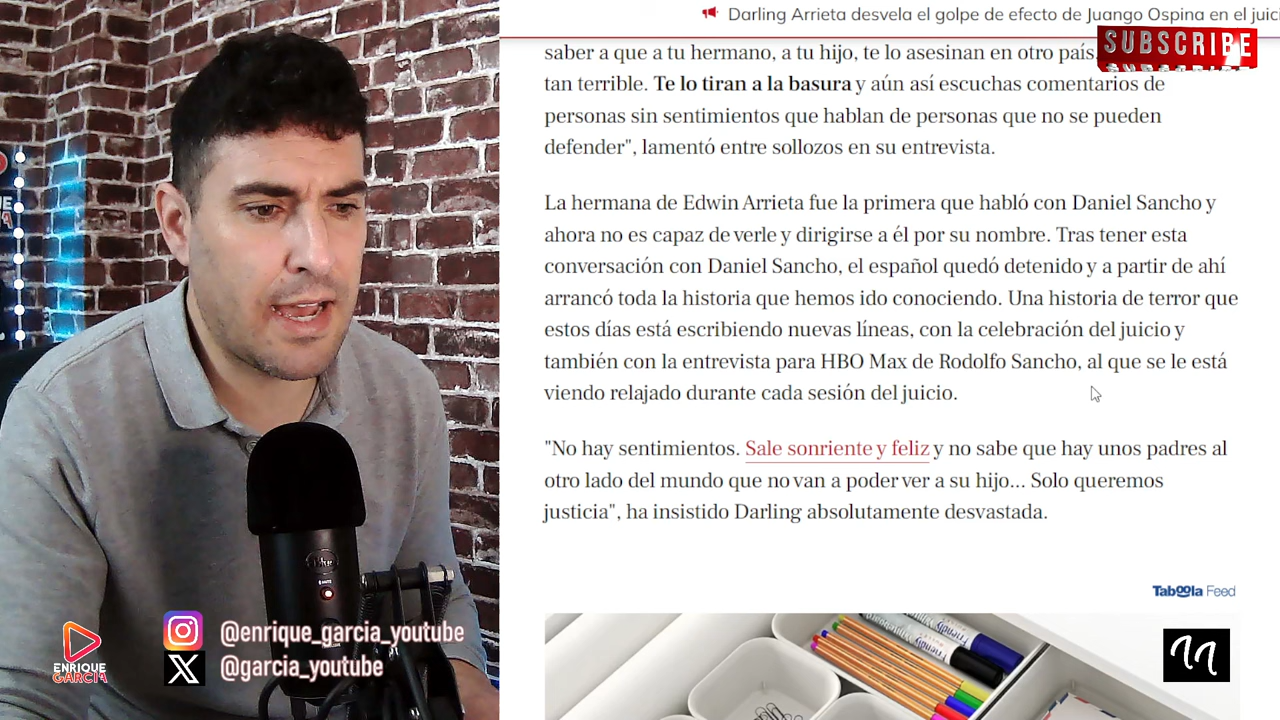 Darling Arrieta desvela el golpe de efecto de Juango Ospina en el juici
SUBSCRIBE
saber a que a tu hermano, a tu hijo, te lo asesinan en otro país
tan terrible. Te lo tiran a la basura y aún así escuchas comentarios de
personas sin sentimientos que hablan de personas que no se pueden
defender", lamentó entre sollozos en su entrevista.
La hermana de Edwin Arrieta fue la primera que habló con Daniel Sancho y
ahora no es capaz de verle y dirigirse a él por su nombre. Tras tener esta
conversación con Daniel Sancho, el español quedó detenido y a partir de ahí
arrancó toda la historia que hemos ido conociendo. Una historia de terror que
estos días está escribiendo nuevas líneas, con la celebración del juicio y
también con la entrevista para HBO Max de Rodolfo Sancho, al que se le está
viendo relajado durante cada sesión del juicio.
"No hay sentimientos. Sale sonriente y feliz y no sabe que hay unos padres al
otro lado del mundo que no van a poder ver a su hijo... Solo queremos
justicia", ha insistido Darling absolutamente desvastada.
Taboola Feed
Friendly
ENRIQUE
GARCIA
@enrique_garcia_youtube
@garcia_youtube